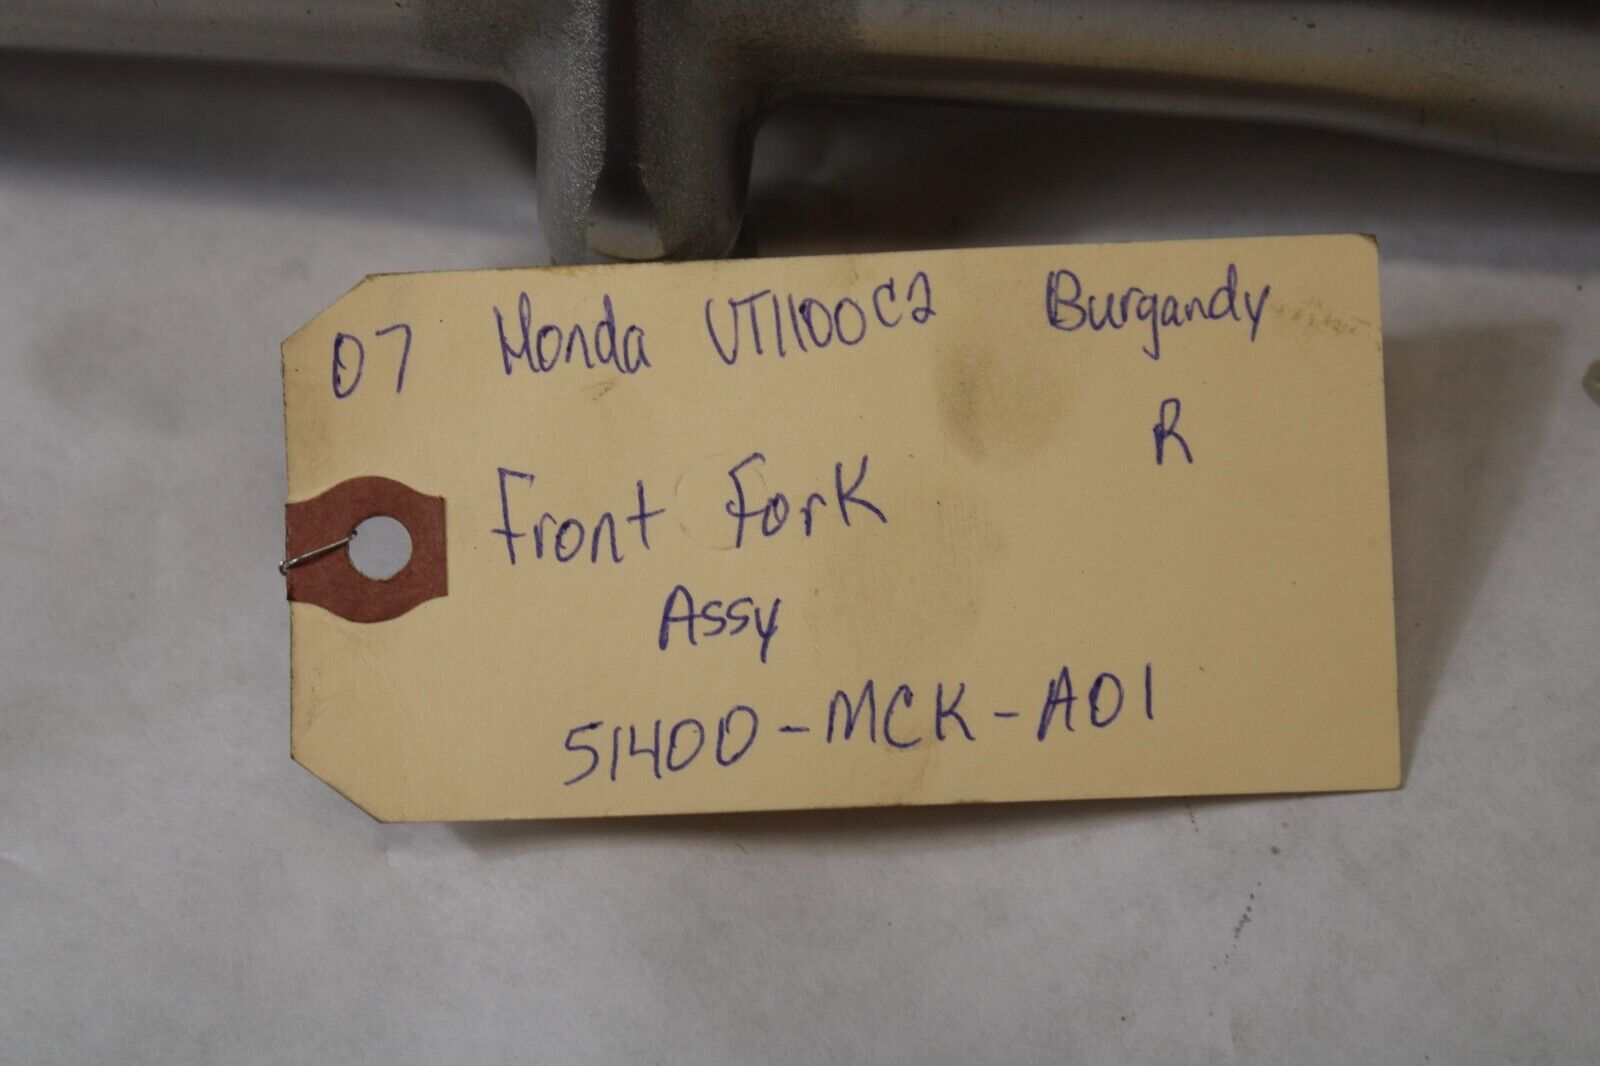 07 Honda VT1100C2 Burgandy
R
Front Fork
Assy
51400-MCK-A01